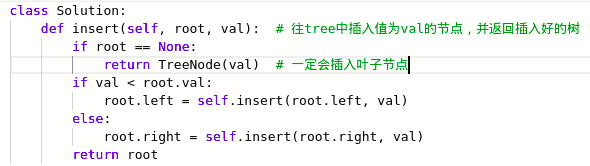 class Solution:
    def insert(self, root, val):  # 往tree中插入值为val的节点，并返回插入好的树
        if root == None:
            return TreeNode(val)  # 一定会插入叶子节点
        if val < root.val:
            root.left = self.insert(root.left, val)
        else:
            root.right = self.insert(root.right, val)
        return root